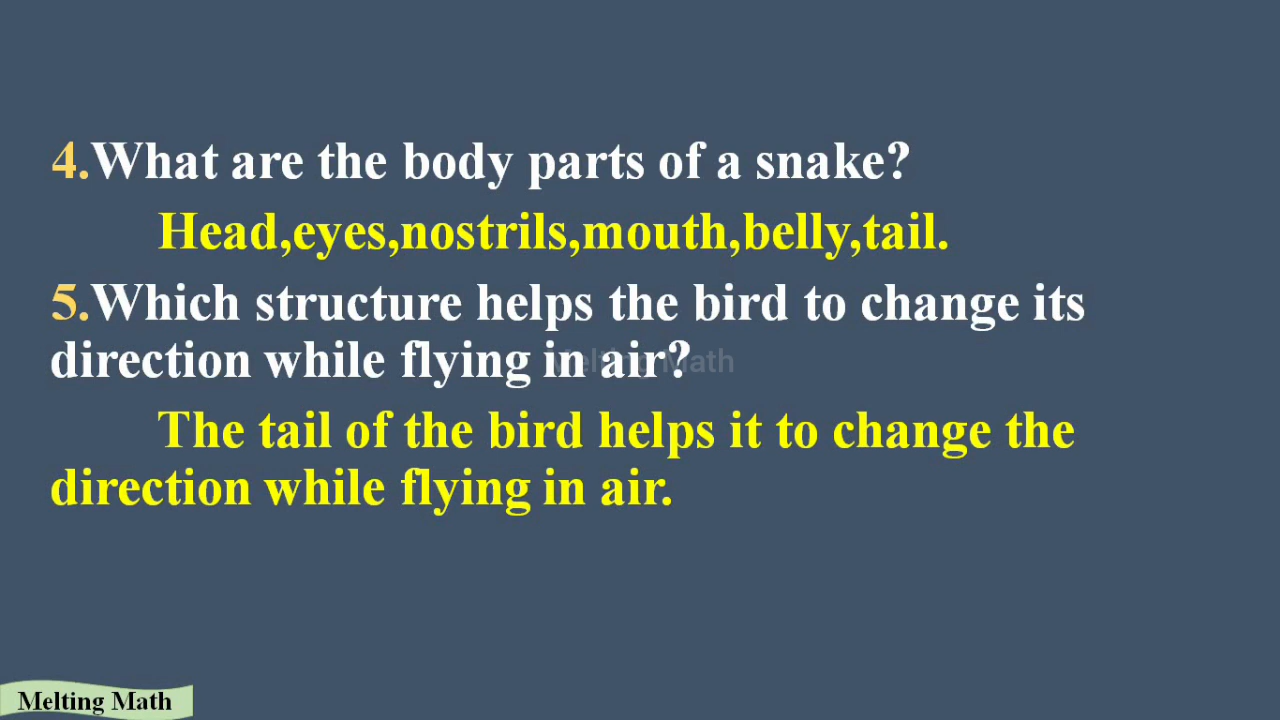 4.What are the body parts of a snake?
Head,eyes,nostrils,mouth,belly,tail.
5.Which structure helps the bird to change its
direction while flying in air?
Melting Math
The tail of the bird helps it to change the
direction while flying in air.
Melting Math